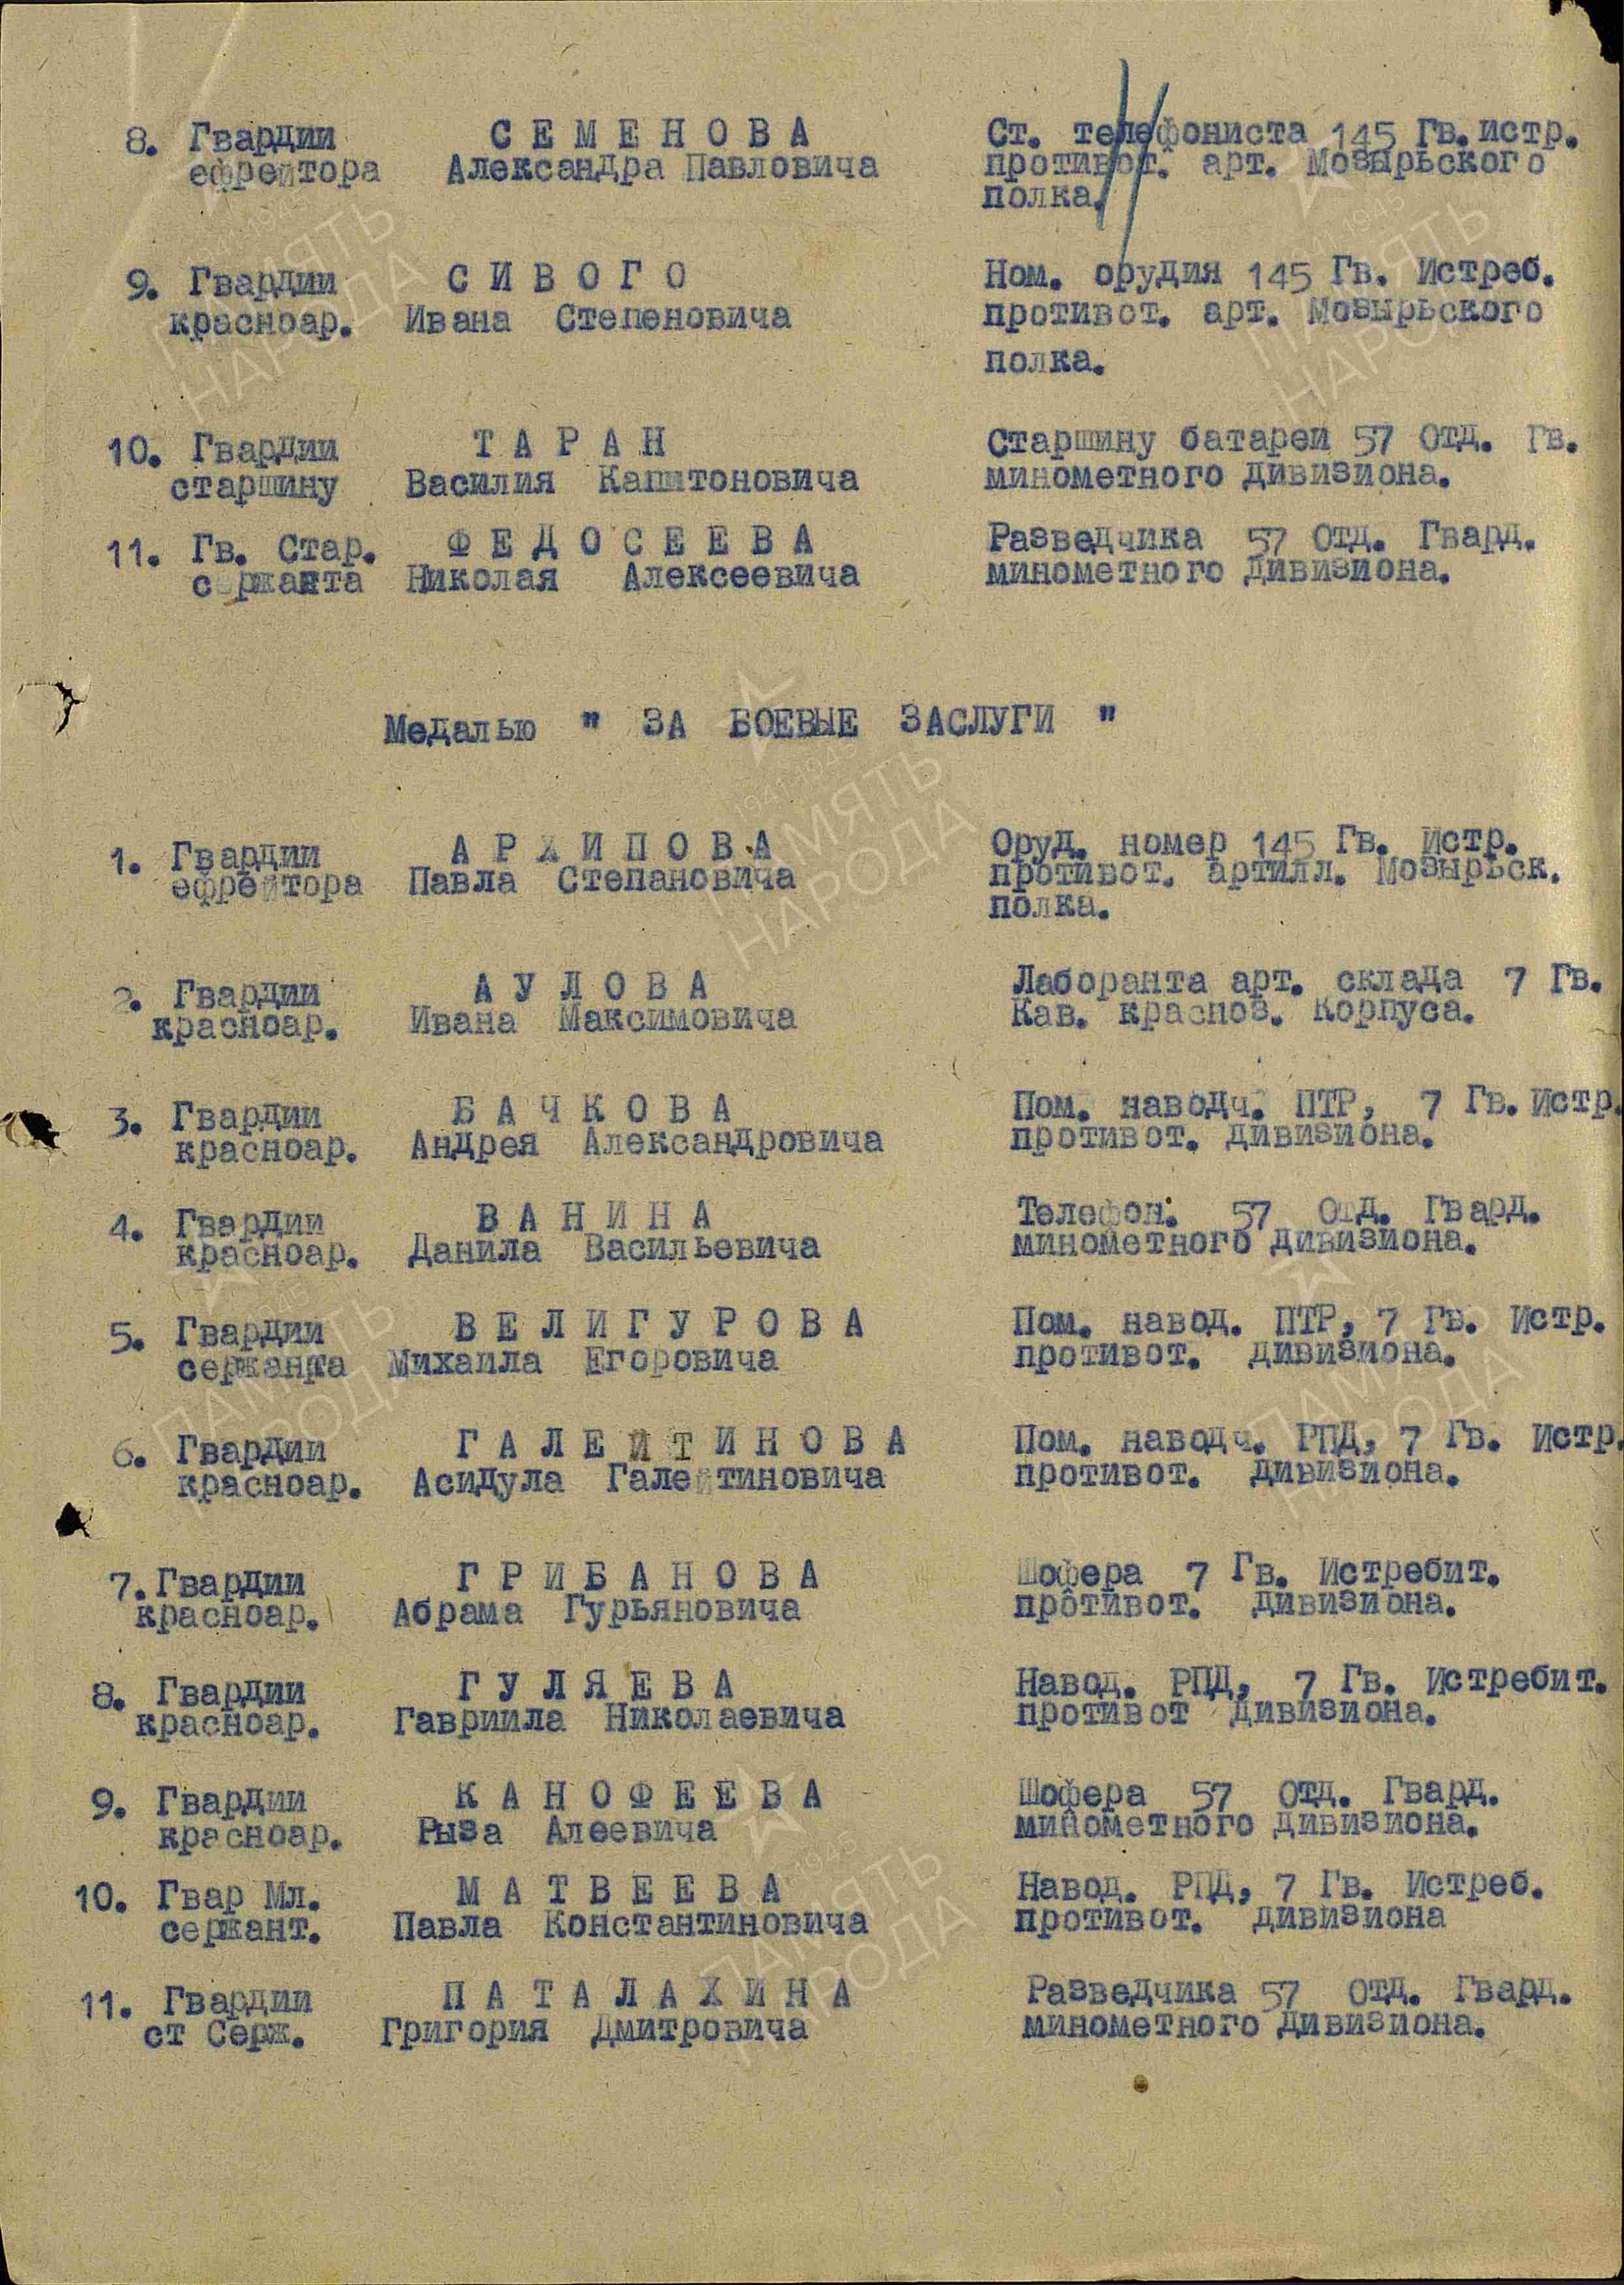 8. Гвардии СЕМЕНОВА Ст. телефониста 145 Гв. истр.
ефрейтора Александра Павловича противот. арт. Мозырьского
полка.
9. Гвардии СИВОГО Ном. орудия 145 Гв. Истреб.
красноар. Ивана Степеновича противот. арт. Мозырьского
полка.
10. Гвардии ТАРАН Старшину батареи 57 Отд. Гв.
старшину Василия Капитоновича минометного дивизиона.
11. Гв. Стар. ФЕДОСЕЕВА Разведчика 57 Отд. Гвард.
сержанта Николая Алексеевича минометного дивизиона.
Медалью " ЗА БОЕВЫЕ ЗАСЛУГИ "
1. Гвардии АРХИПОВА Оруд. номер 145 Гв. Истр.
ефрейтора Павла Степановича противот. артилл. Мозырьск.
полка.
2. Гвардии АУЛОВА Лаборанта арт. склада 7 Гв.
красноар. Ивана Максимовича Кав. красноз. Корпуса.
3. Гвардии БАЧКОВА Пом. наводч. ПТР, 7 Гв. Истр.
красноар. Андрея Александровича противот. дивизиона.
4. Гвардии ВАНИНА Телефон. 57 Отд. Гвард.
красноар. Данила Васильевича минометного дивизиона.
5. Гвардии ВЕЛИГУРОВА Пом. навод. ПТР, 7 Гв. Истр.
сержанта Михаила Егоровича противот. дивизиона.
6. Гвардии ГАЛЕЙТИНОВА Пом. наводч. РПД, 7 Гв. Истр.
красноар. Асидула Галейтиновича противот. дивизиона.
7. Гвардии ГРИБАНОВА Шофера 7 Гв. Истребит.
красноар. Абрама Гурьяновича противот. дивизиона.
8. Гвардии ГУЛЯЕВА Навод. РПД, 7 Гв. Истребит.
красноар. Гавриила Николаевича противот дивизиона.
9. Гвардии КАНОФЕЕВА Шофера 57 Отд. Гвард.
красноар. Рыза Алеевича минометного дивизиона.
10. Гвар Мл. МАТВЕЕВА Навод. РПД, 7 Гв. Истреб.
сержант. Павла Константиновича противот. дивизиона
11. Гвардии ПАТАЛАХИНА Разведчика 57 Отд. Гвард.
ст Серж. Григория Дмитровича минометного дивизиона.